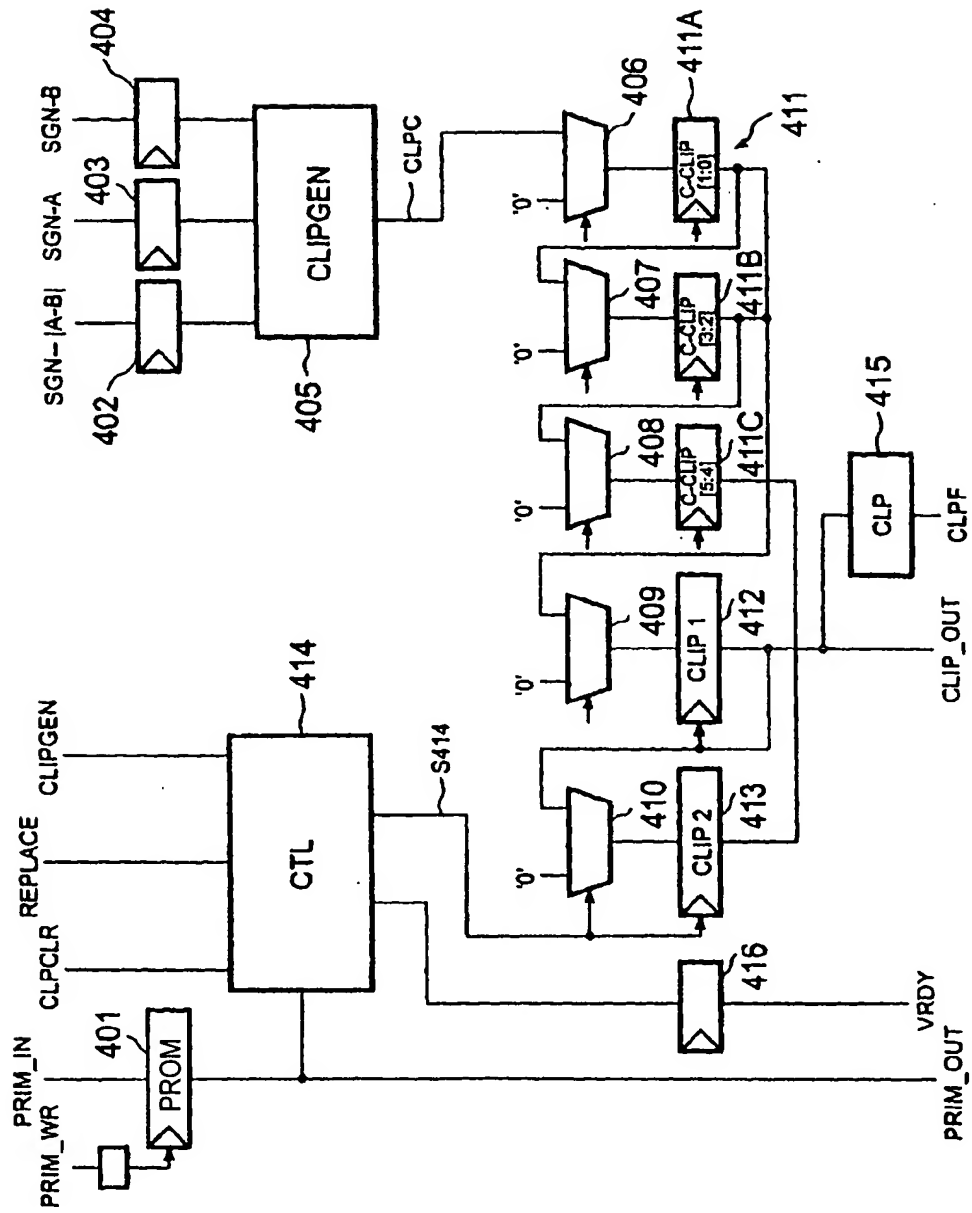 PRIM_WR
PRIM_IN
CLPCLR
REPLACE
CLIPGEN
SGN-|A-B|
SGN-A
SGN-B
401
PROM
402
403
404
CTL
414
S414
CLIPGEN
405
CLPC
'0'
'0'
'0'
'0'
'0'
410
409
408
407
406
CLIP 2
413
CLIP 1
412
C-CLIP
[5:4]
411C
C-CLIP
[3:2]
411B
C-CLIP
[1:0]
411A
411
416
CLP
415
PRIM_OUT
VRDY
CLIP_OUT
CLPF